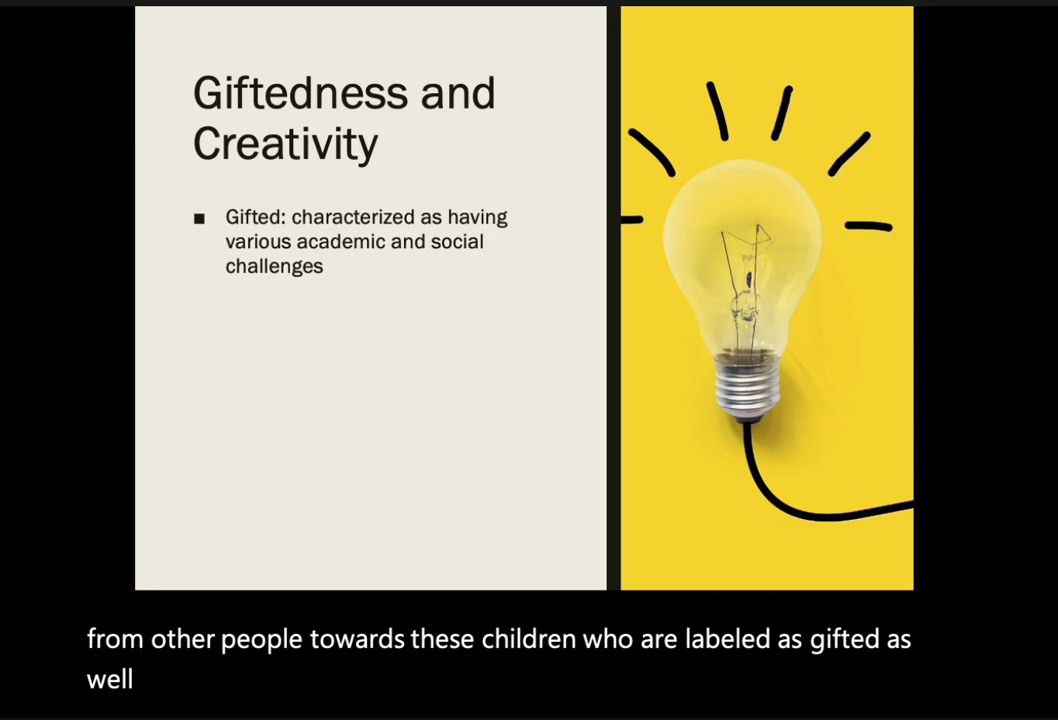 Giftedness and
Creativity
■ Gifted: characterized as having
various academic and social
challenges
from other people towards these children who are labeled as gifted as
well